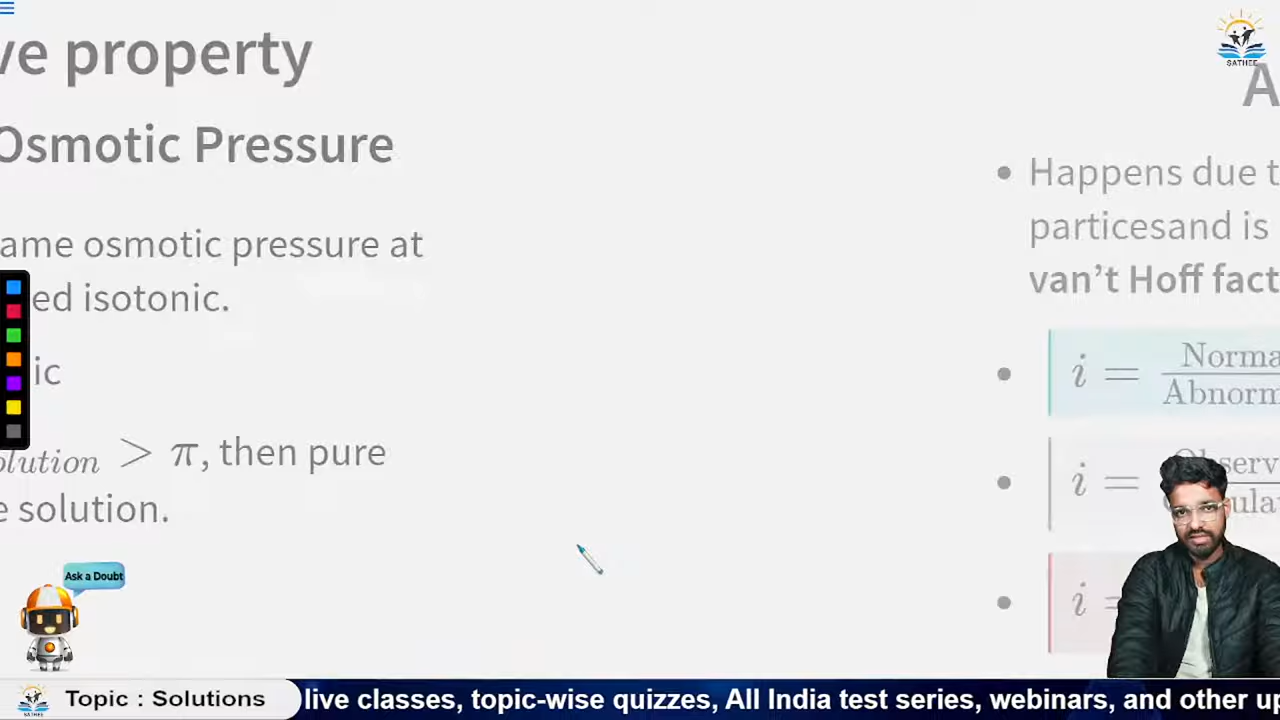 ve property
Osmotic Pressure
ame osmotic pressure at
ed isotonic.
ic
olution > π, then pure
e solution.
SATHEE
A
• Happens due t
particesand is
van’t Hoff fact
• i = Norma
Abnorm
• i =
• i =
Ask a Doubt
SATHEE
Topic : Solutions
live classes, topic-wise quizzes, All India test series, webinars, and other up